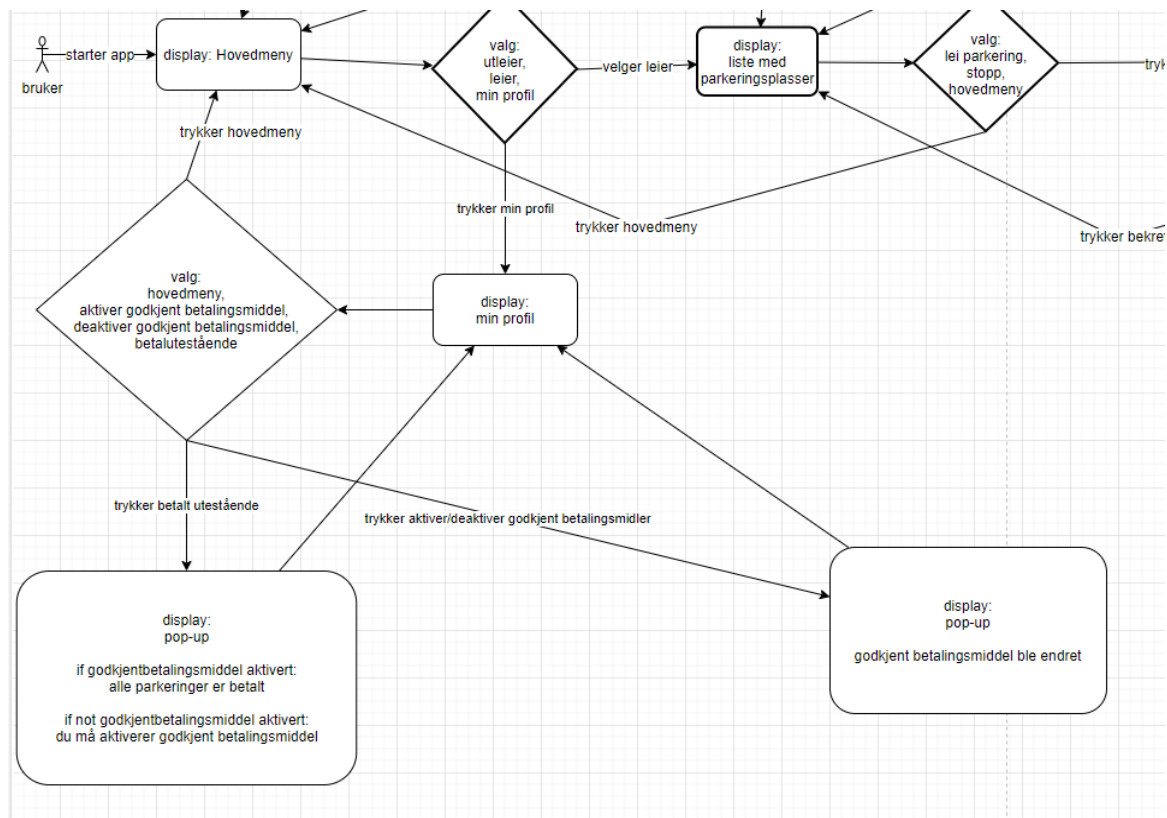 bruker
starter app
display: Hovedmeny
valg:
utleier,
leier,
min profil
velger leier
display:
liste med
parkeringsplasser
valg:
lei parkering,
stopp,
hovedmeny
tryk
trykker hovedmeny
trykker min profil
trykker hovedmeny
trykker bekret
valg:
hovedmeny,
aktiver godkjent betalingsmiddel,
deaktiver godkjent betalingsmiddel,
betalutestående
display:
min profil
trykker betalt utestående
trykker aktiver/deaktiver godkjent betalingsmidler
display:
pop-up
if godkjentbetalingsmiddel aktivert:
alle parkeringer er betalt
if not godkjentbetalingsmiddel aktivert:
du må aktiverer godkjent betalingsmiddel
display:
pop-up
godkjent betalingsmiddel ble endret